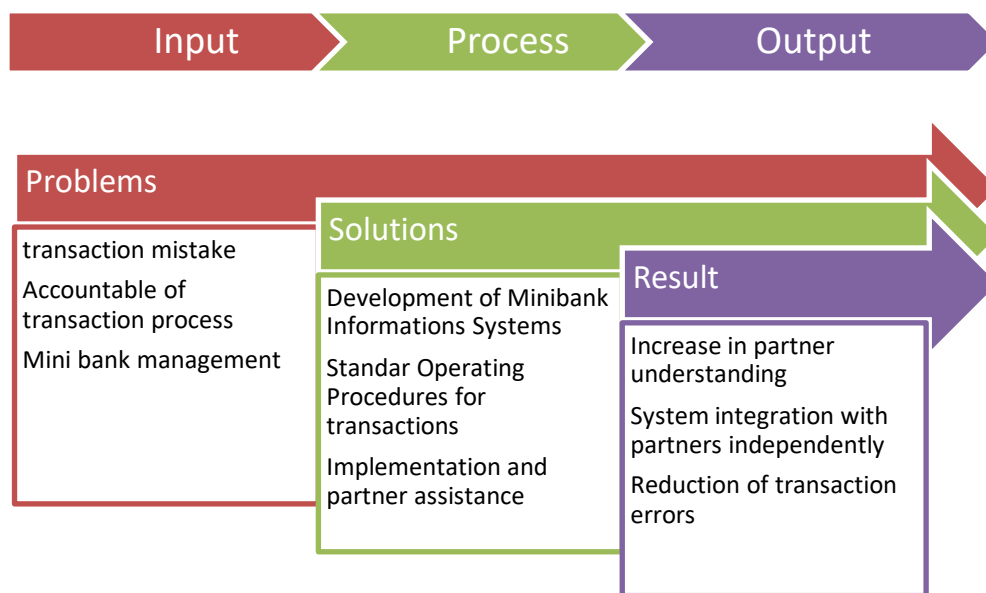 Input
Process
Output
Problems
transaction mistake
Accountable of
transaction process
Mini bank management
Solutions
Development of Minibank
Informations Systems
Standar Operating
Procedures for
transactions
Implementation and
partner assistance
Result
Increase in partner
understanding
System integration with
partners independently
Reduction of transaction
errors